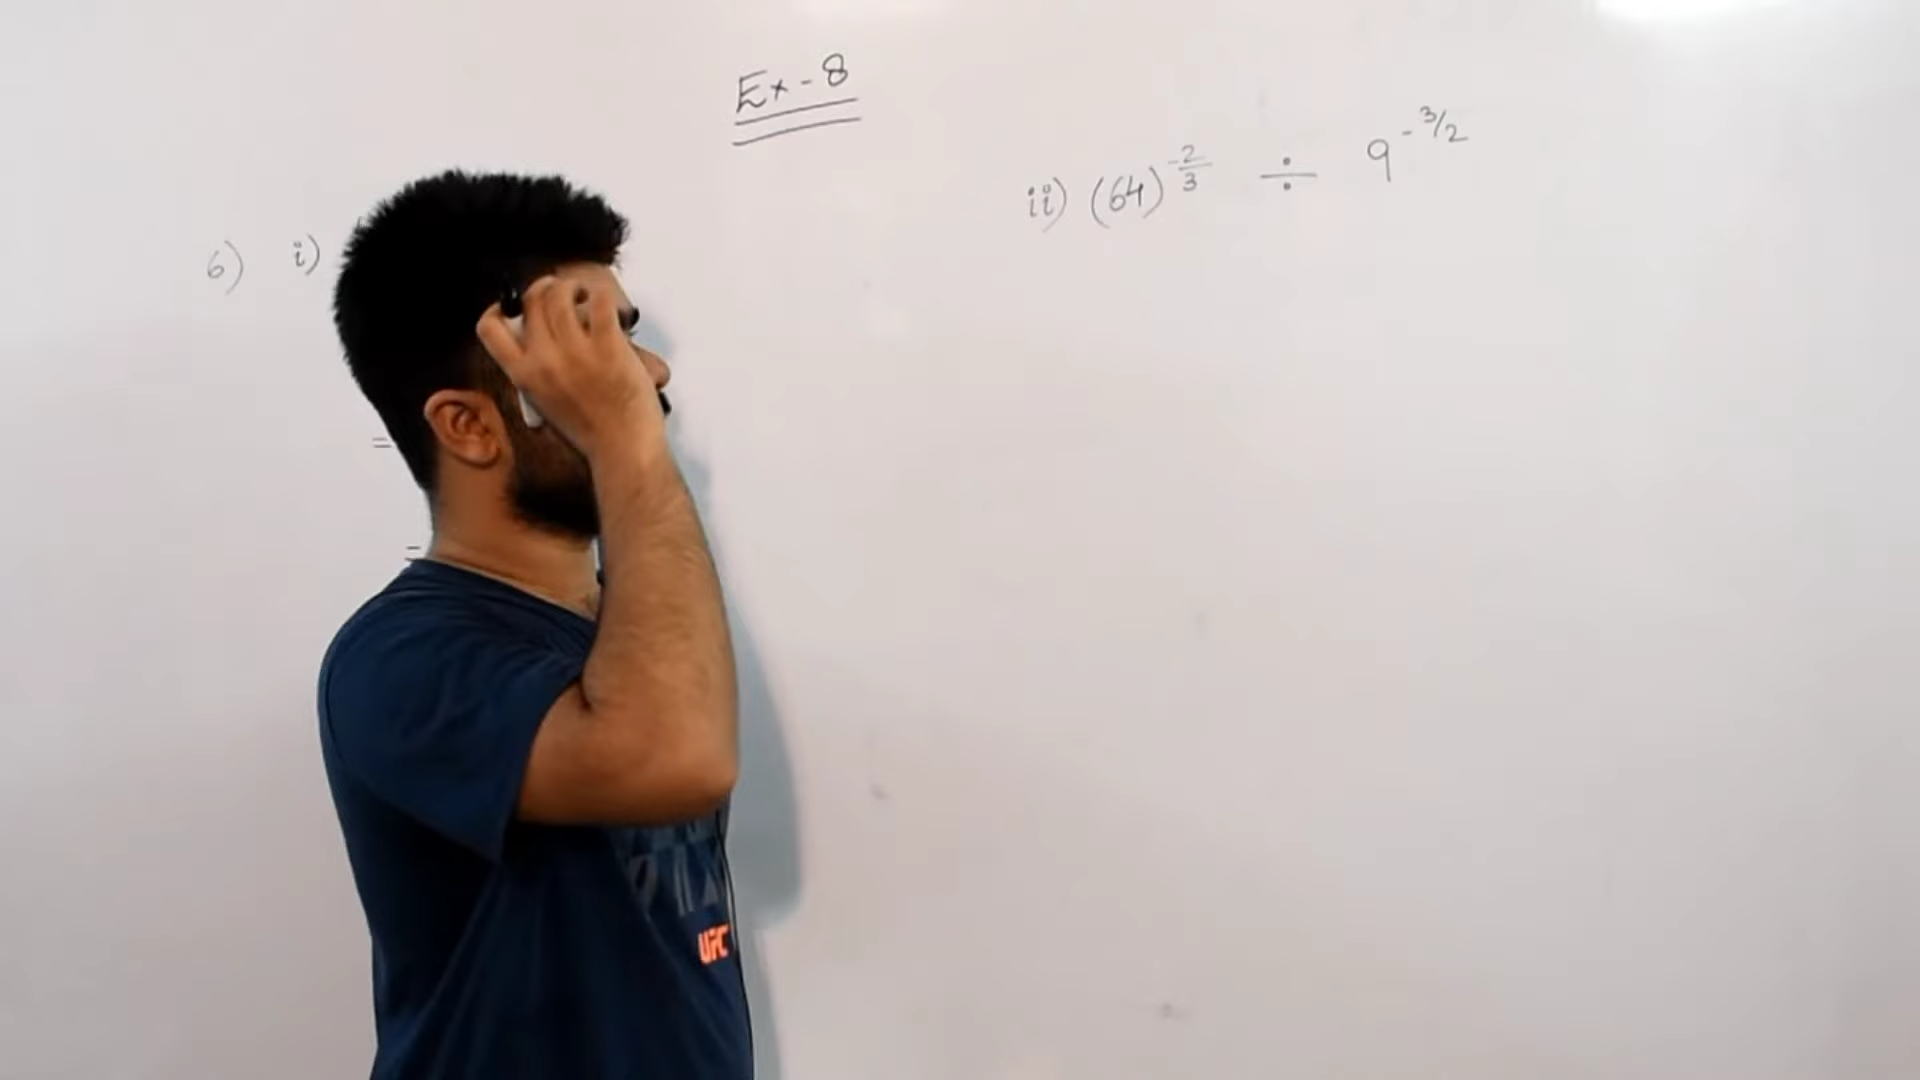 Ex - 8
6) i)
ii) (64)^{-2/3} ÷ 9^{-3/2}
=
=
UFC